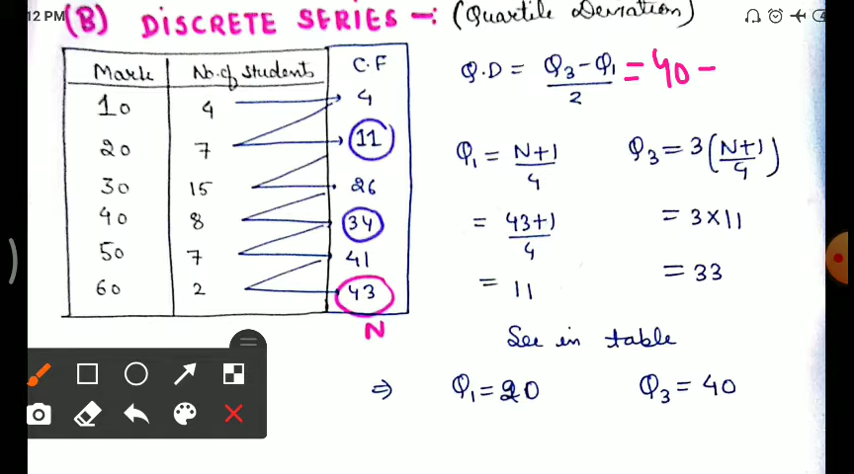 12 PM
(B) DISCRETE SERIES -: (Quartile Deviation)
Marks No. of students C.F
10 4 4
20 7 11
30 15 26
40 8 34
50 7 41
60 2 43
N
Q.D = Q₃-Q₁/2 = 40 -
Q₁ = N+1/4
= 43+1/4
= 11
Q₃ = 3(N+1/4)
= 3×11
= 33
See in table
⇒ Q₁=20 Q₃=40